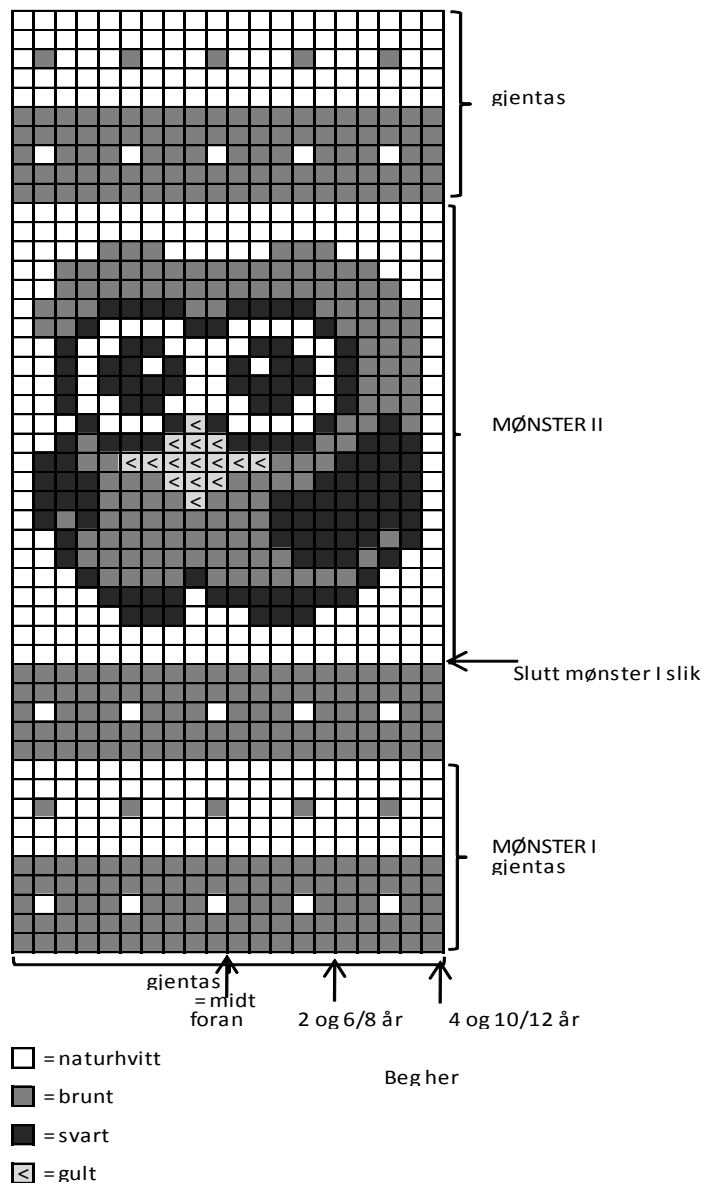 gjentas
MØNSTER II
Slutt mønster I slik
MØNSTER I
gjentas
gjentas
= midt
foran
2 og 6/8 år
4 og 10/12 år
Beg her
= naturhvitt
= brunt
= svart
< = gult
<
< < <
< < < < < < <
< < <
<